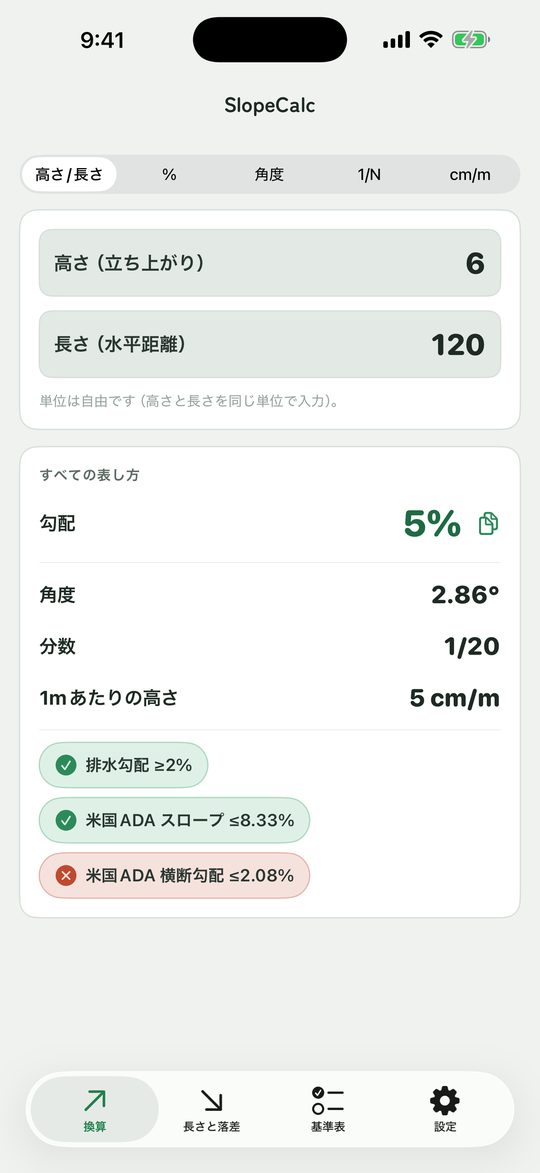 9:41
SlopeCalc
高さ/長さ % 角度 1/N cm/m
高さ（立ち上がり） 6
長さ（水平距離） 120
単位は自由です（高さと長さを同じ単位で入力）。
すべての表し方
勾配 5%
角度 2.86°
分数 1/20
1mあたりの高さ 5 cm/m
排水勾配 ≥2%
米国ADA スロープ ≤8.33%
米国ADA 横断勾配 ≤2.08%
換算 長さと落差 基準表 設定